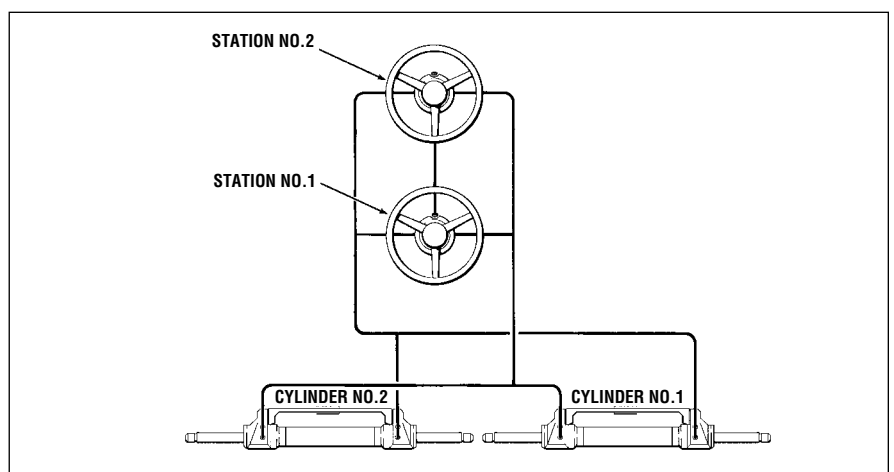 STATION NO.2
STATION NO.1
CYLINDER NO.2
CYLINDER NO.1